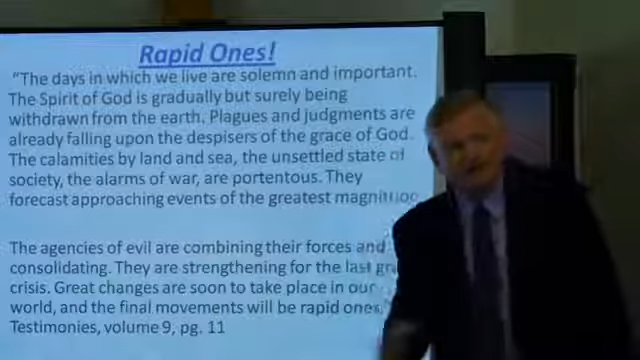 Rapid Ones!
"The days in which we live are solemn and important.
The Spirit of God is gradually but surely being
withdrawn from the earth. Plagues and judgments are
already falling upon the despisers of the grace of God.
The calamities by land and sea, the unsettled state of
society, the alarms of war, are portentous. They
forecast approaching events of the greatest
The agencies of evil are combining their forces and
consolidating. They are strengthening for the last
crisis. Great changes are soon to take place in our
world, and the final movements will be rapid ones."
Testimonies, volume 9, pg. 11